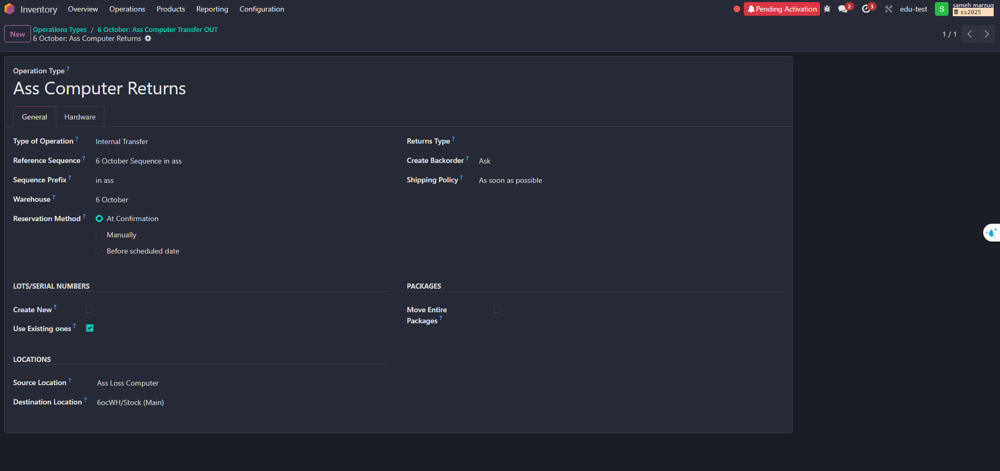 Inventory Overview Operations Products Reporting Configuration
Pending Activation 2 3 edu-test S sameh marzuq
ss2025
New
Operations Types / 6 October: Ass Computer Transfer OUT
6 October: Ass Computer Returns
1 / 1
Operation Type ?
Ass Computer Returns
General Hardware
Type of Operation ? Internal Transfer
Returns Type ?
Reference Sequence ? 6 October Sequence in ass
Create Backorder ? Ask
Sequence Prefix ? in ass
Shipping Policy ? As soon as possible
Warehouse ? 6 October
Reservation Method ? At Confirmation
Manually
Before scheduled date
LOTS/SERIAL NUMBERS
PACKAGES
Create New ?
Move Entire
Packages ?
Use Existing ones ?
LOCATIONS
Source Location ? Ass Loss Computer
Destination Location ? 6ocWH/Stock (Main)